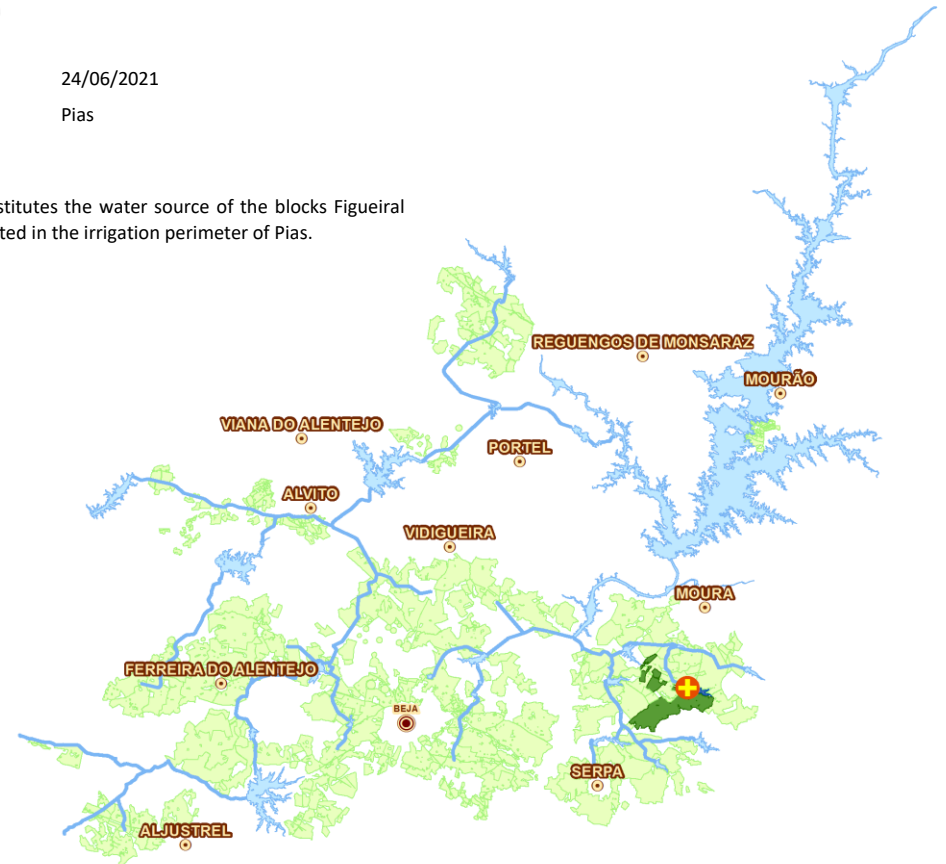 24/06/2021
Pias
stitutes the water source of the blocks Figueiral
ted in the irrigation perimeter of Pias.
REGUENGOS DE MONSARAZ
MOURÃO
VIANA DO ALENTEJO
PORTEL
ALVITO
VIDIGUEIRA
MOURA
FERREIRA DO ALENTEJO
BEJA
SERPA
ALJUSTREL